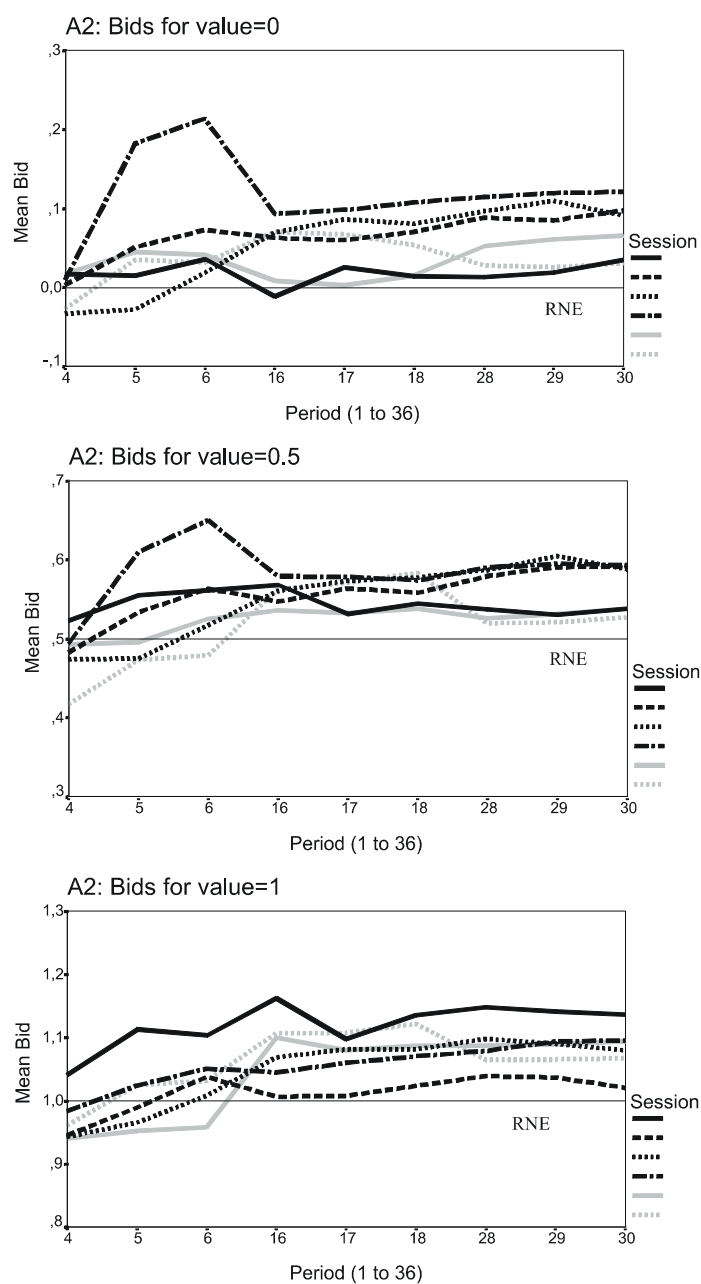 A2: Bids for value=0
,3
,2
,1
0,0
-,1
Mean Bid
RNE
Session
4 5 6 16 17 18 28 29 30
Period (1 to 36)
A2: Bids for value=0.5
,7
,6
,5
,4
,3
Mean Bid
RNE
Session
4 5 6 16 17 18 28 29 30
Period (1 to 36)
A2: Bids for value=1
1,3
1,2
1,1
1,0
,9
,8
Mean Bid
RNE
Session
4 5 6 16 17 18 28 29 30
Period (1 to 36)